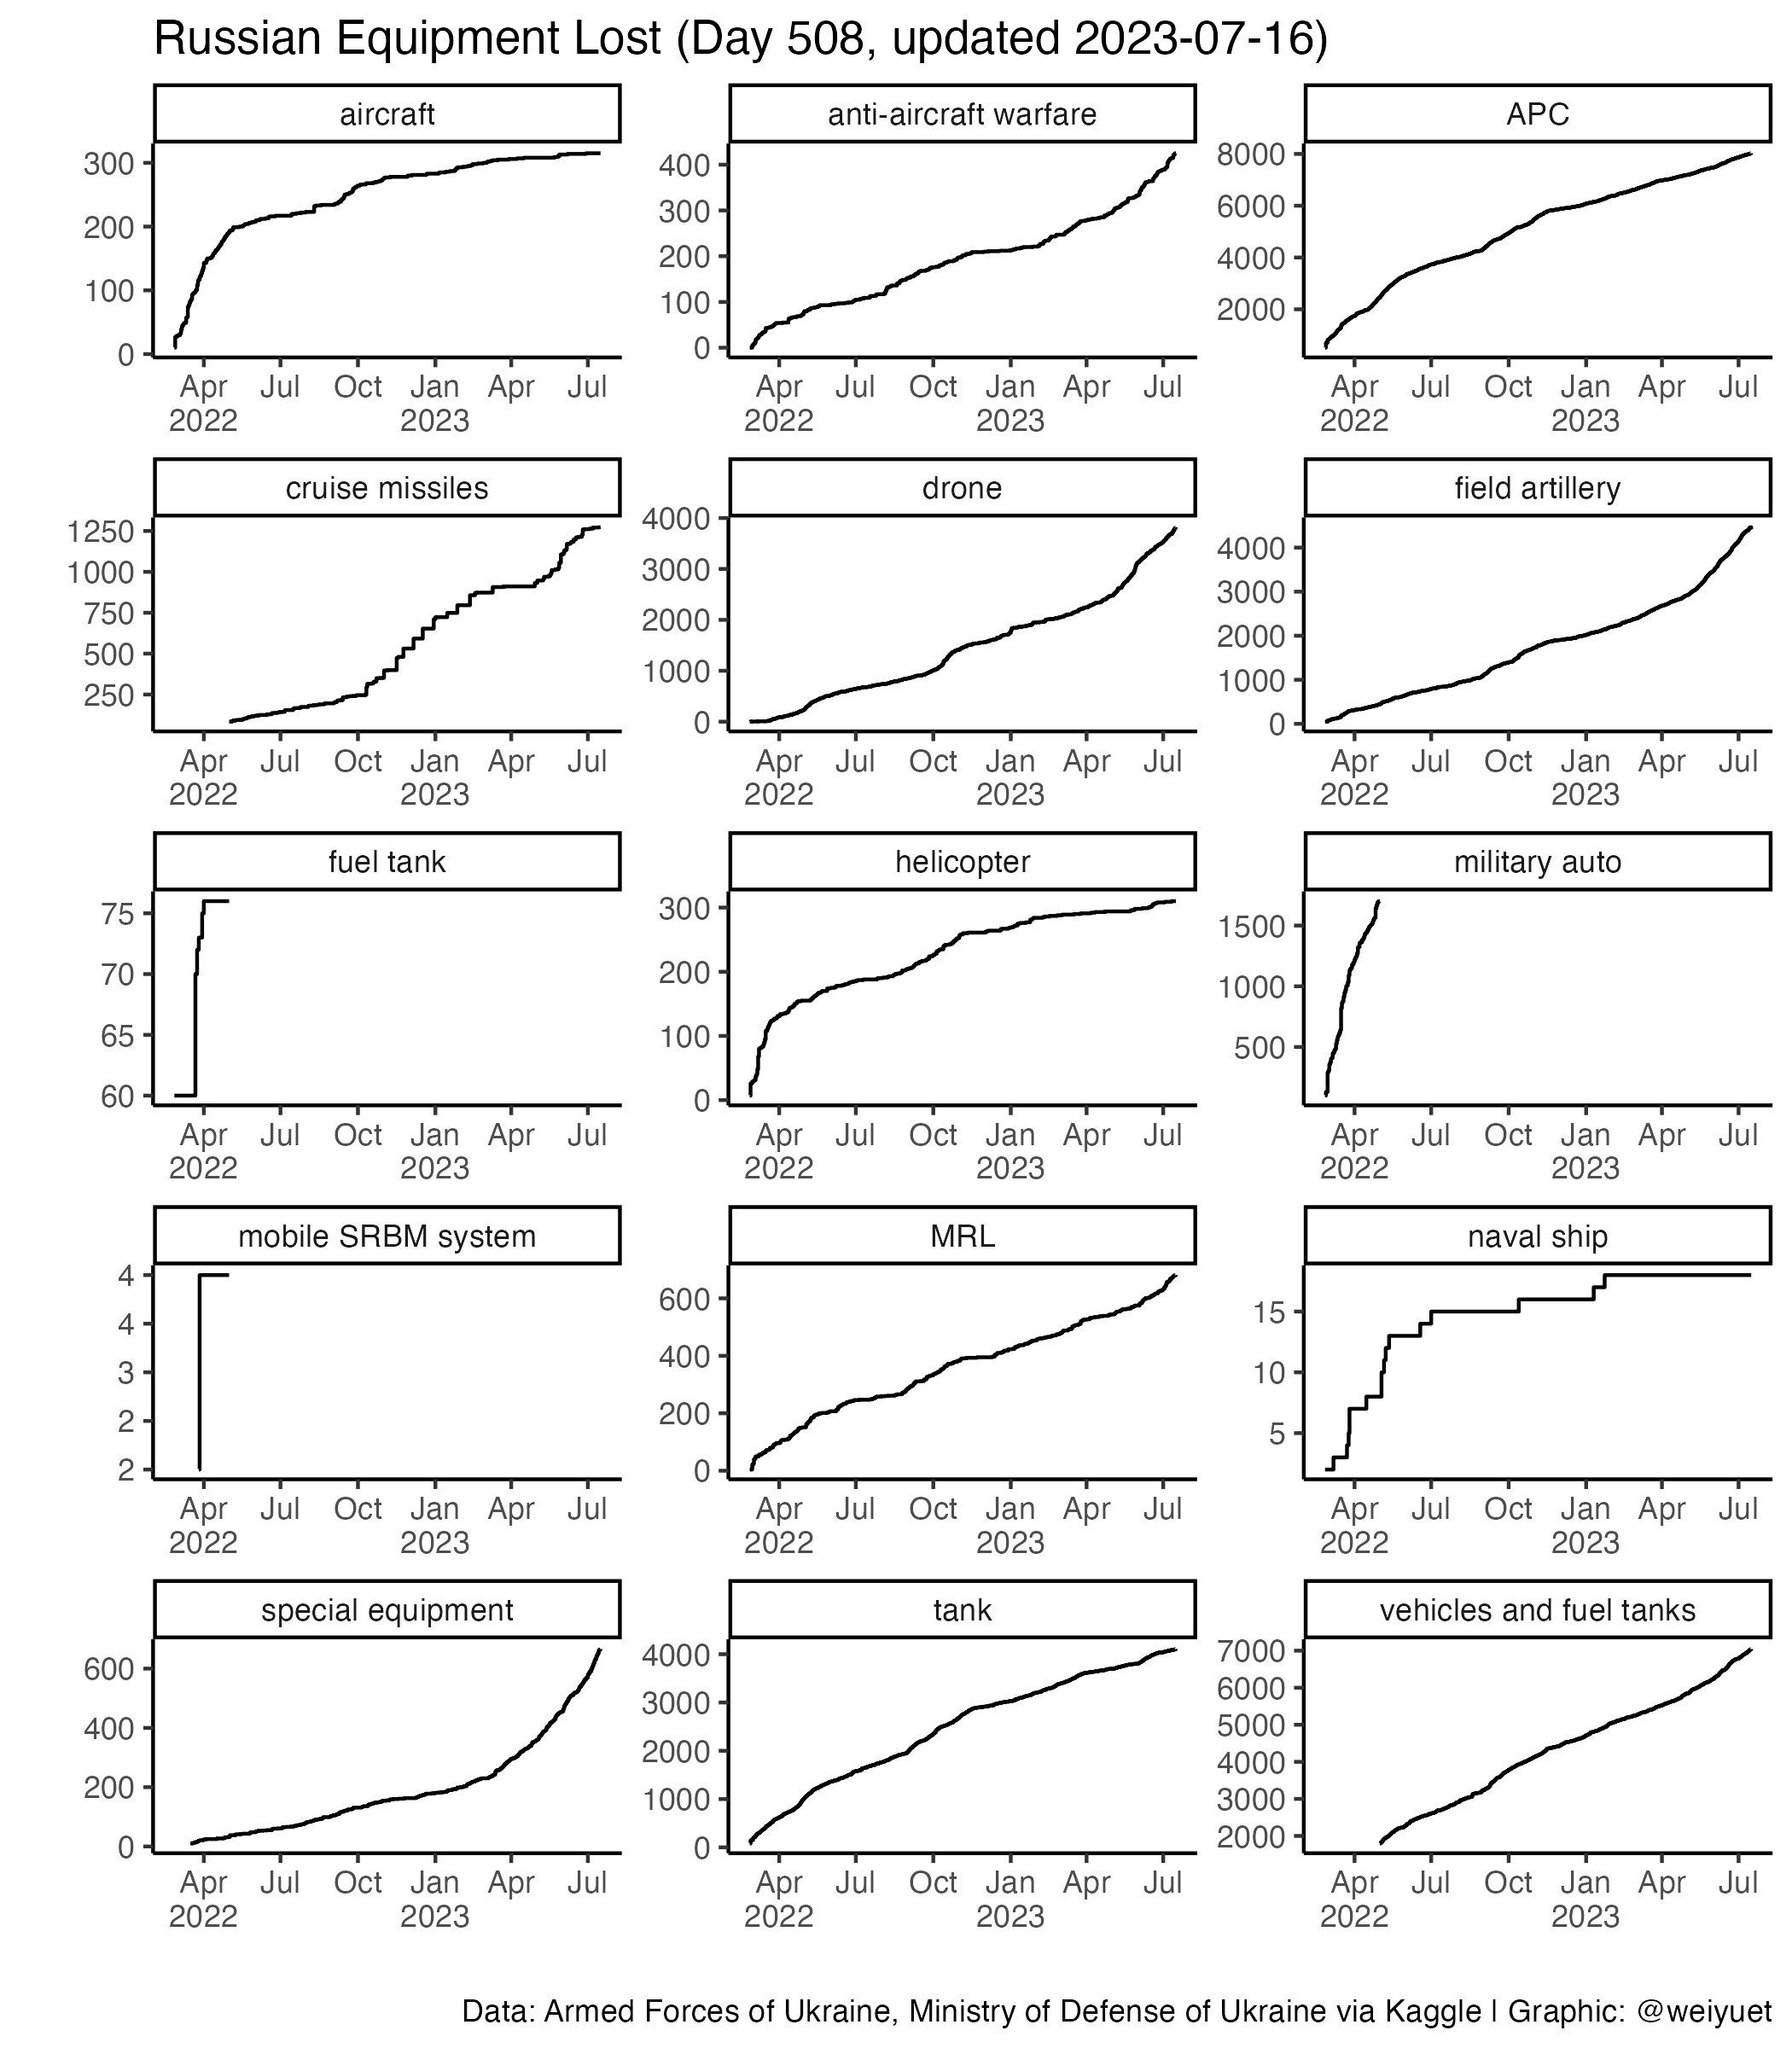 Russian Equipment Lost (Day 508, updated 2023-07-16)
aircraft
anti-aircraft warfare
APC
300
200
100
0
400
300
200
100
0
8000
6000
4000
2000
Apr Jul Oct Jan Apr Jul
2022 2023
Apr Jul Oct Jan Apr Jul
2022 2023
Apr Jul Oct Jan Apr Jul
2022 2023
cruise missiles
drone
field artillery
1250
1000
750
500
250
4000
3000
2000
1000
0
4000
3000
2000
1000
0
Apr Jul Oct Jan Apr Jul
2022 2023
Apr Jul Oct Jan Apr Jul
2022 2023
Apr Jul Oct Jan Apr Jul
2022 2023
fuel tank
helicopter
military auto
75
70
65
60
300
200
100
0
1500
1000
500
Apr Jul Oct Jan Apr Jul
2022 2023
Apr Jul Oct Jan Apr Jul
2022 2023
Apr Jul Oct Jan Apr Jul
2022 2023
mobile SRBM system
MRL
naval ship
4
4
3
2
2
600
400
200
0
15
10
5
Apr Jul Oct Jan Apr Jul
2022 2023
Apr Jul Oct Jan Apr Jul
2022 2023
Apr Jul Oct Jan Apr Jul
2022 2023
special equipment
tank
vehicles and fuel tanks
600
400
200
0
4000
3000
2000
1000
0
7000
6000
5000
4000
3000
2000
Apr Jul Oct Jan Apr Jul
2022 2023
Apr Jul Oct Jan Apr Jul
2022 2023
Apr Jul Oct Jan Apr Jul
2022 2023
Data: Armed Forces of Ukraine, Ministry of Defense of Ukraine via Kaggle | Graphic: @weiyuet